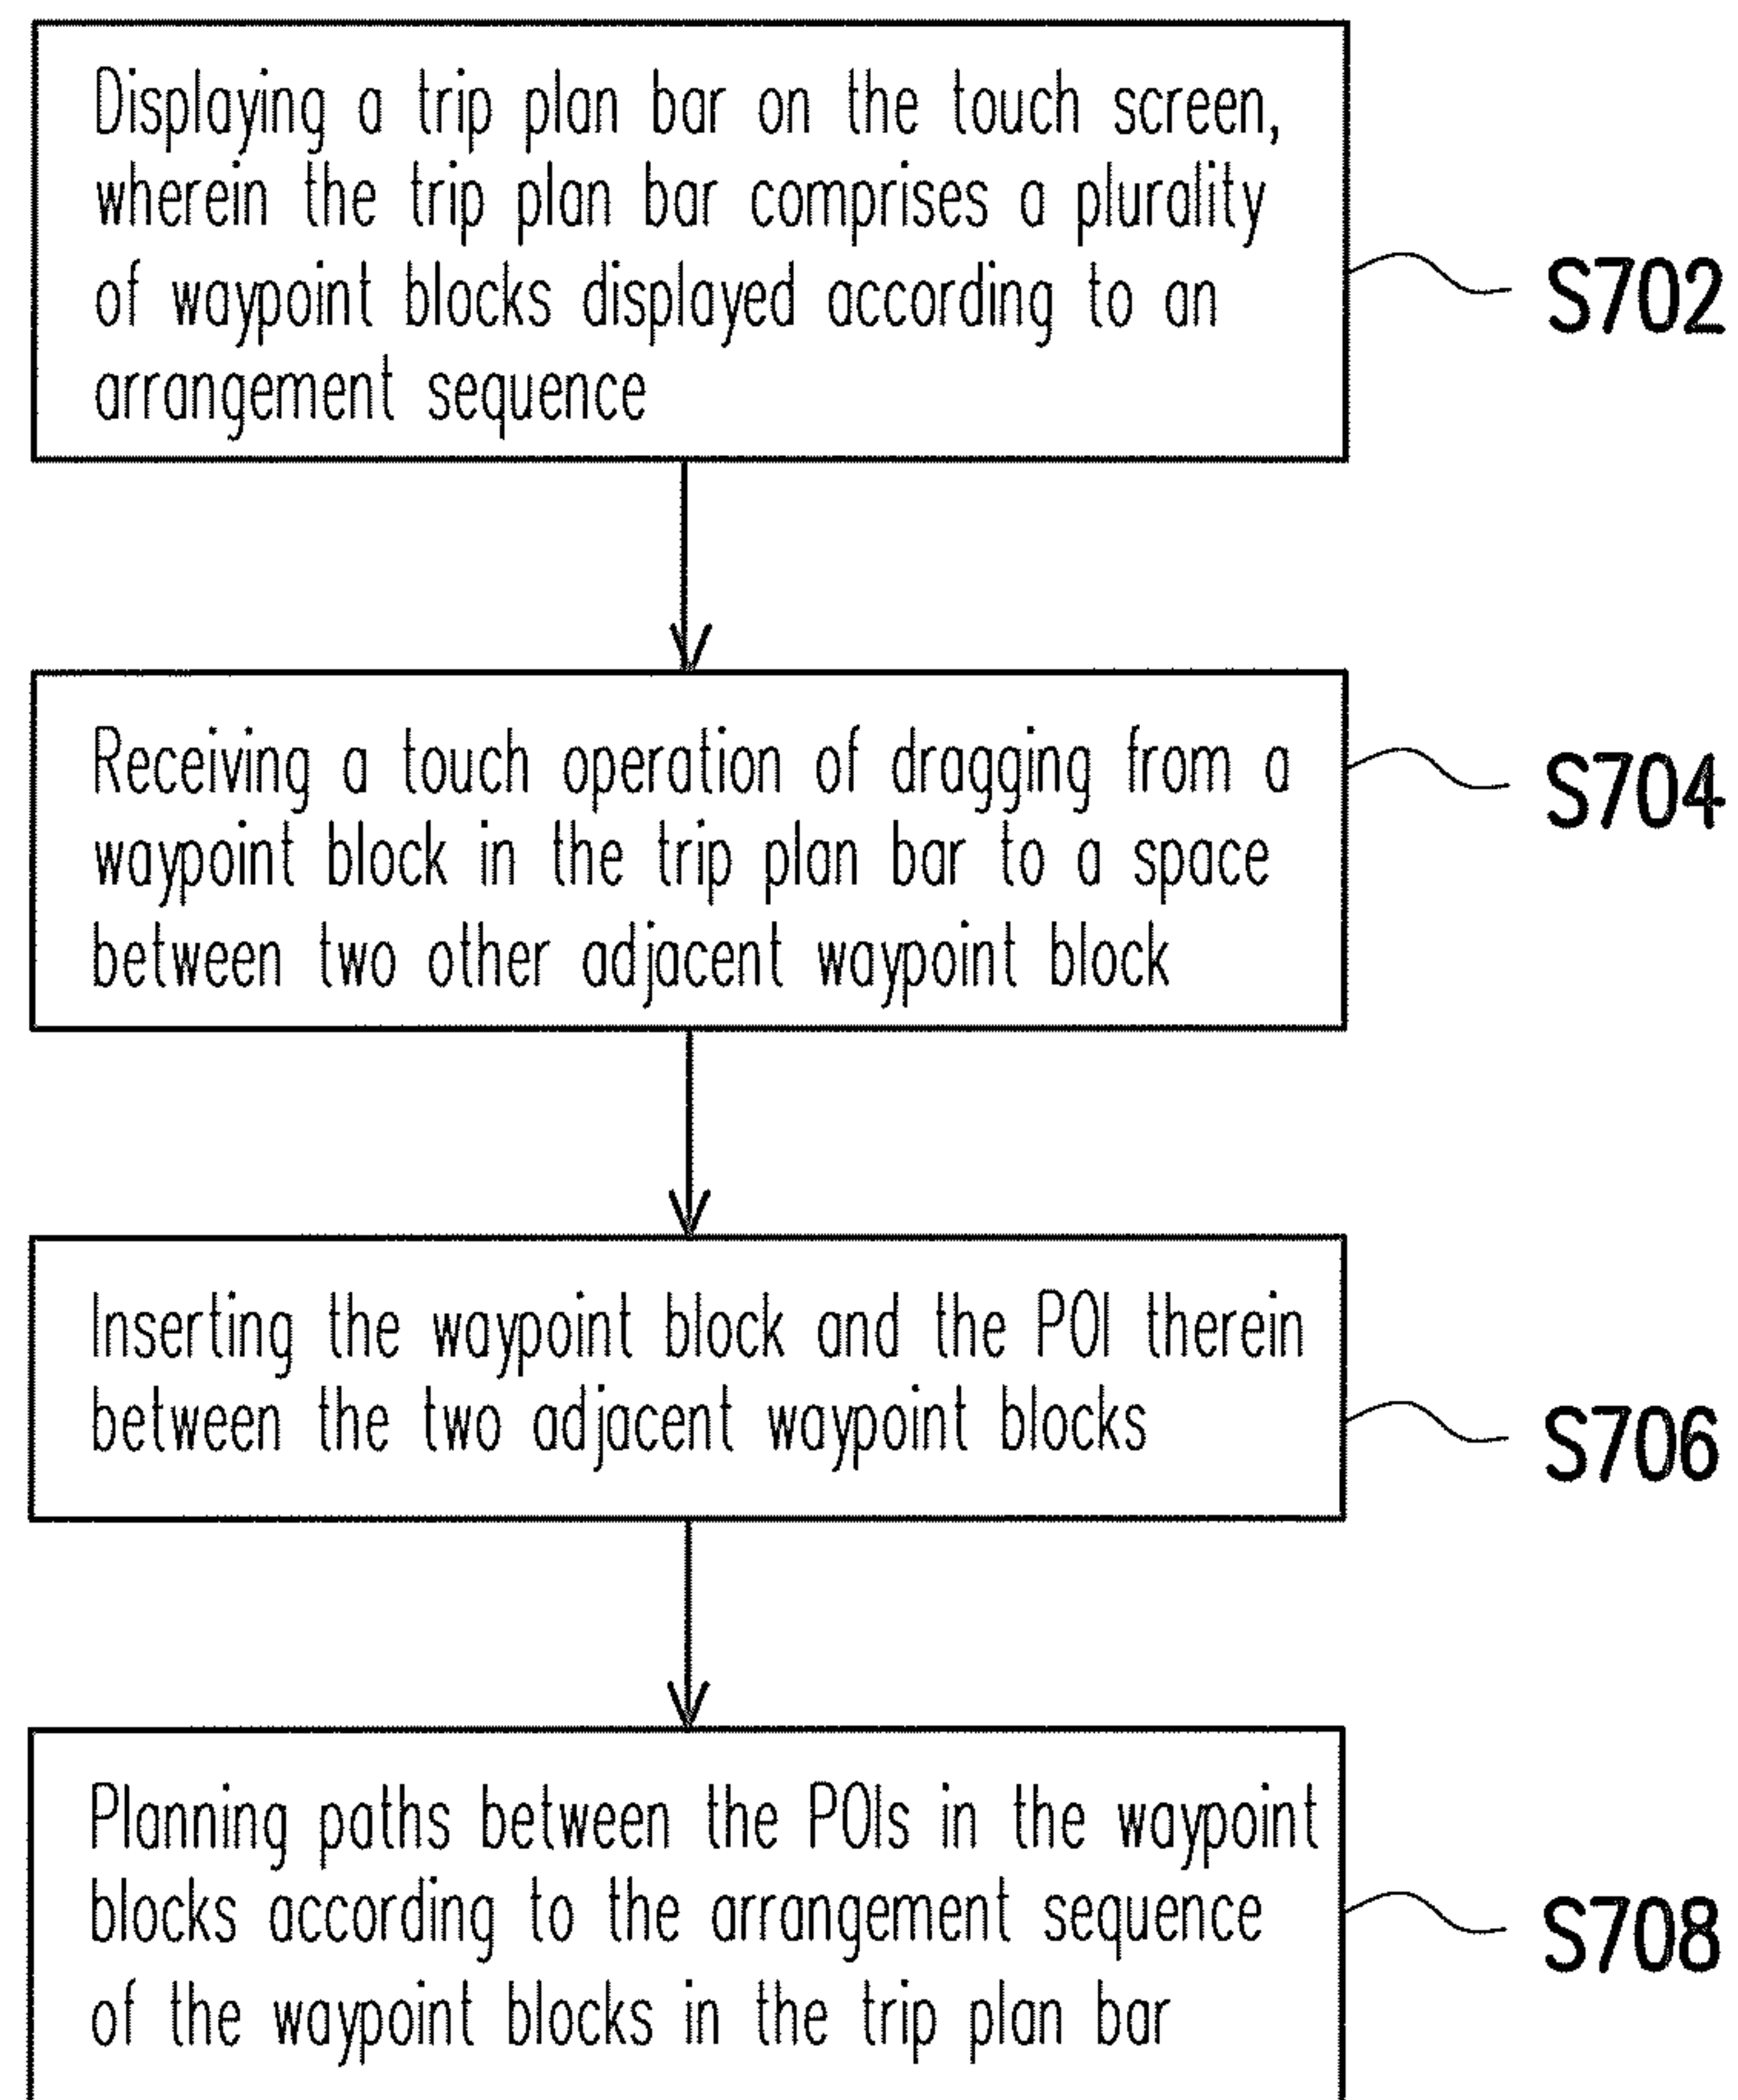 Displaying a trip plan bar on the touch screen,
wherein the trip plan bar comprises a plurality
of waypoint blocks displayed according to an
arrangement sequence
S702
Receiving a touch operation of dragging from a
waypoint block in the trip plan bar to a space
between two other adjacent waypoint block
S704
Inserting the waypoint block and the POI therein
between the two adjacent waypoint blocks
S706
Planning paths between the POIs in the waypoint
blocks according to the arrangement sequence
of the waypoint blocks in the trip plan bar
S708